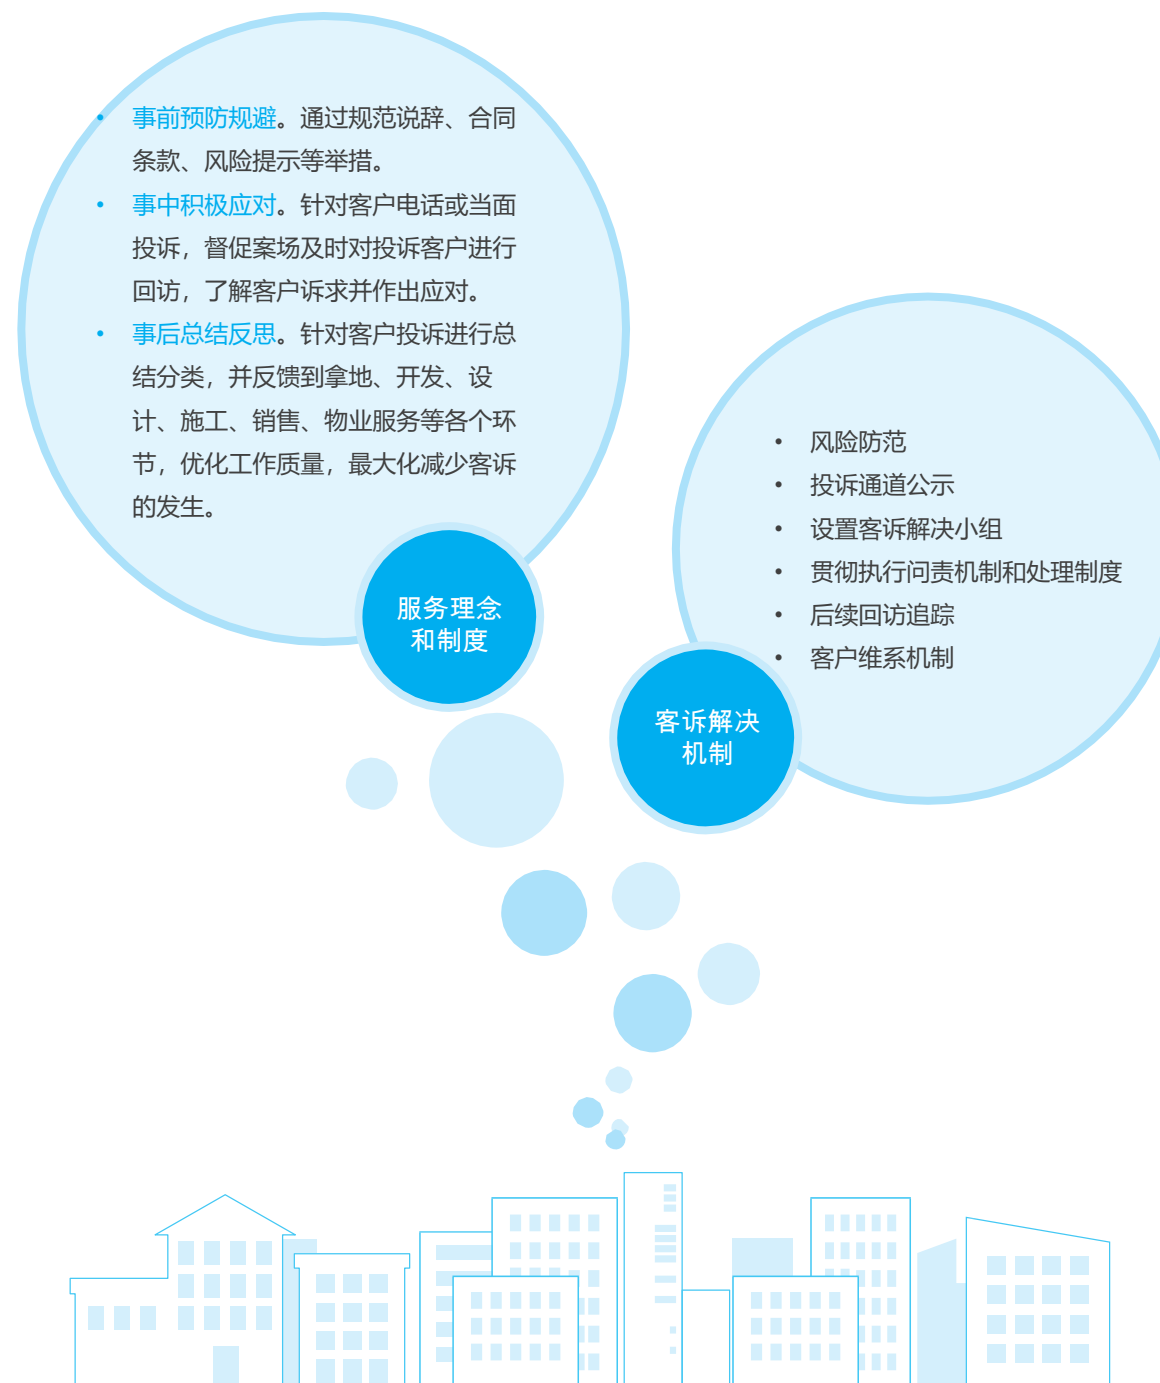 • 事前预防规避。通过规范说辞、合同
条款、风险提示等举措。
• 事中积极应对。针对客户电话或当面
投诉，督促案场及时对投诉客户进行
回访，了解客户诉求并作出应对。
• 事后总结反思。针对客户投诉进行总
结分类，并反馈到拿地、开发、设
计、施工、销售、物业服务等各个环
节，优化工作质量，最大化减少客诉
的发生。
服务理念
和制度
• 风险防范
• 投诉通道公示
• 设置客诉解决小组
• 贯彻执行问责机制和处理制度
• 后续回访追踪
• 客户维系机制
客诉解决
机制